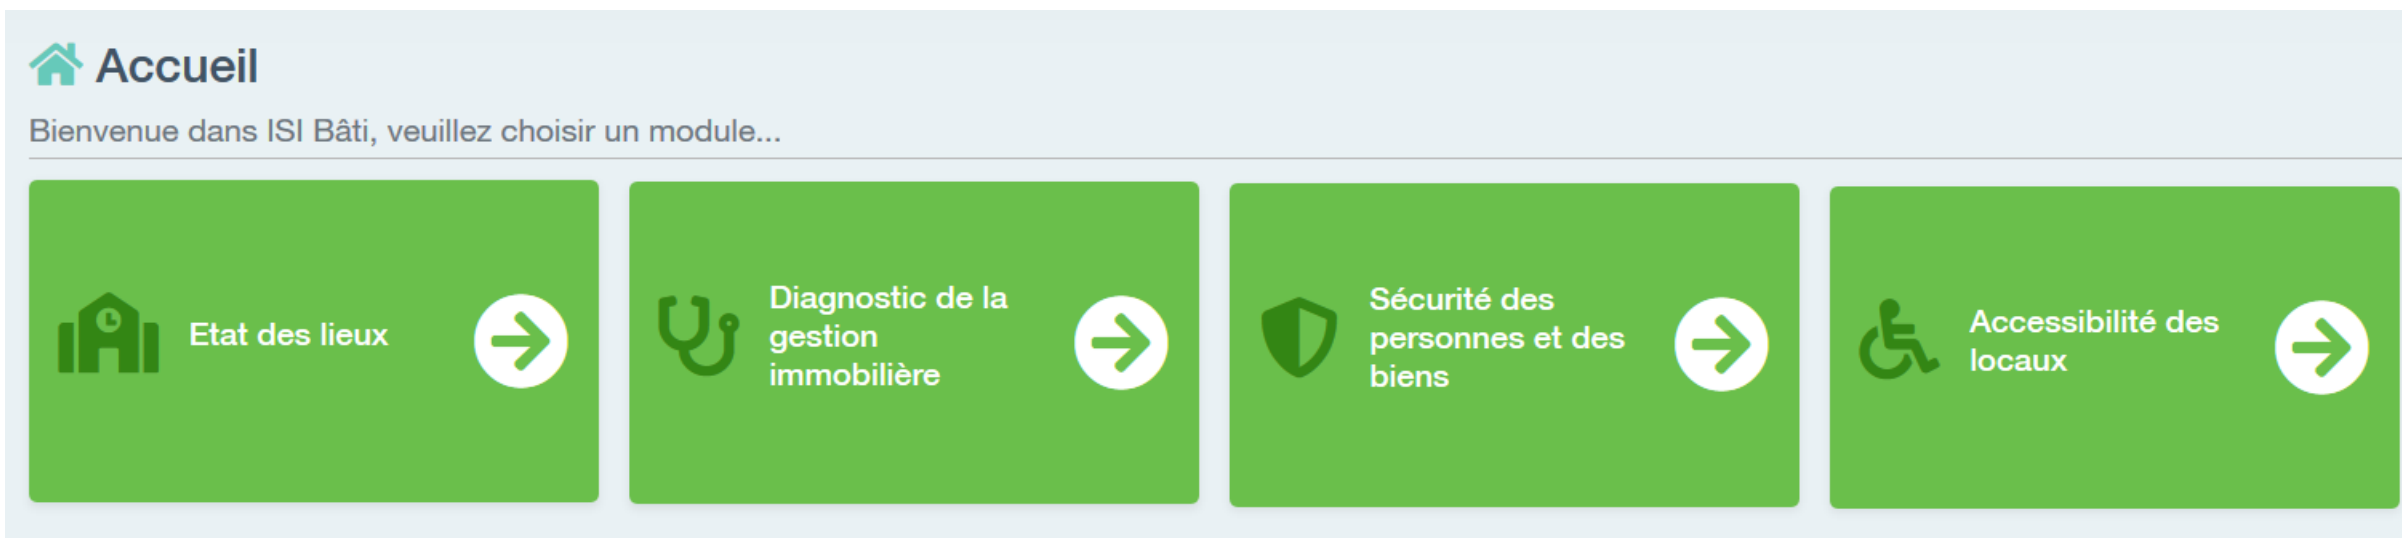 Accueil
Bienvenue dans ISI Bâti, veuillez choisir un module...
Etat des lieux
Diagnostic de la
gestion
immobilière
Sécurité des
personnes et des
biens
Accessibilité des
locaux